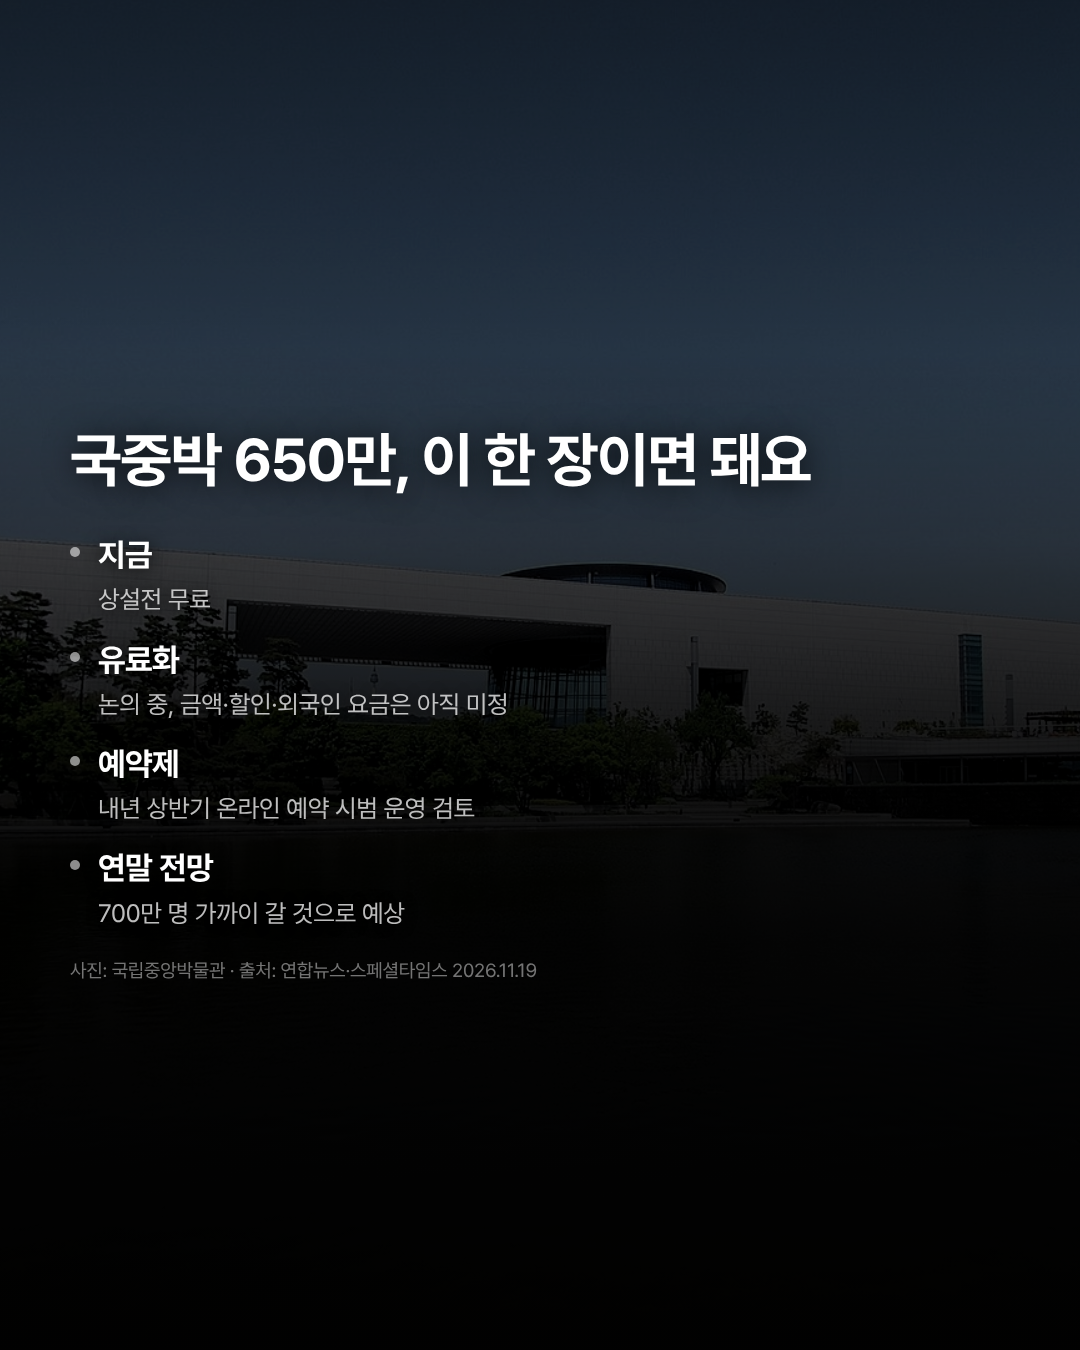 국중박 650만, 이 한 장이면 돼요
• 지금
상설전 무료
• 유료화
논의 중, 금액·할인·외국인 요금은 아직 미정
• 예약제
내년 상반기 온라인 예약 시범 운영 검토
• 연말 전망
700만 명 가까이 갈 것으로 예상
사진: 국립중앙박물관 · 출처: 연합뉴스·스페셜타임스 2026.11.19